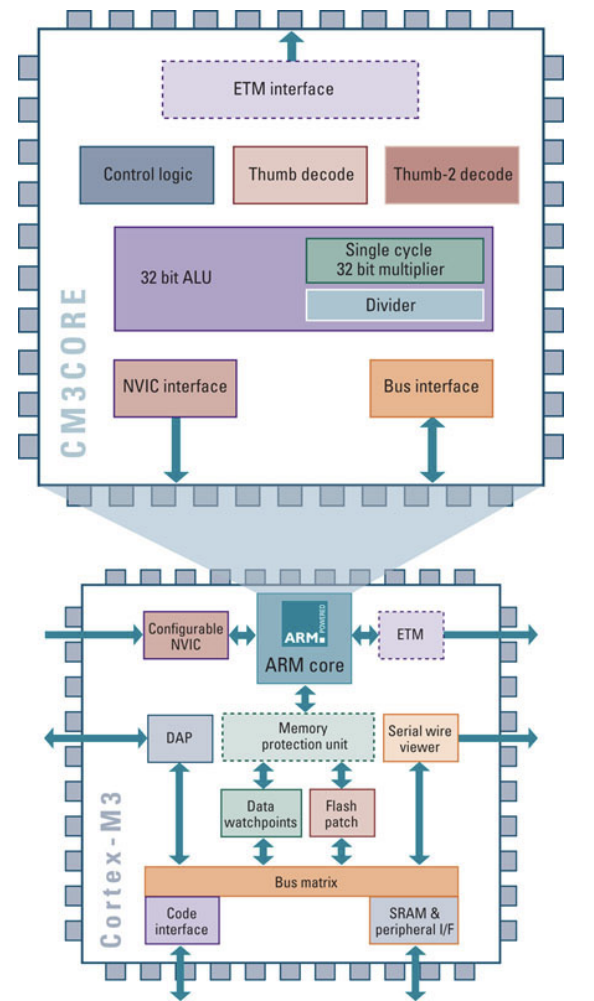 ETM interface
Control logic
Thumb decode
Thumb-2 decode
32 bit ALU
Single cycle
32 bit multiplier
Divider
NVIC interface
Bus interface
CM3CORE
Configurable
NVIC
ARM POWERED
ARM core
ETM
DAP
Memory
protection unit
Serial wire
viewer
Data
watchpoints
Flash
patch
Bus matrix
Code
interface
SRAM &
peripheral I/F
Cortex-M3